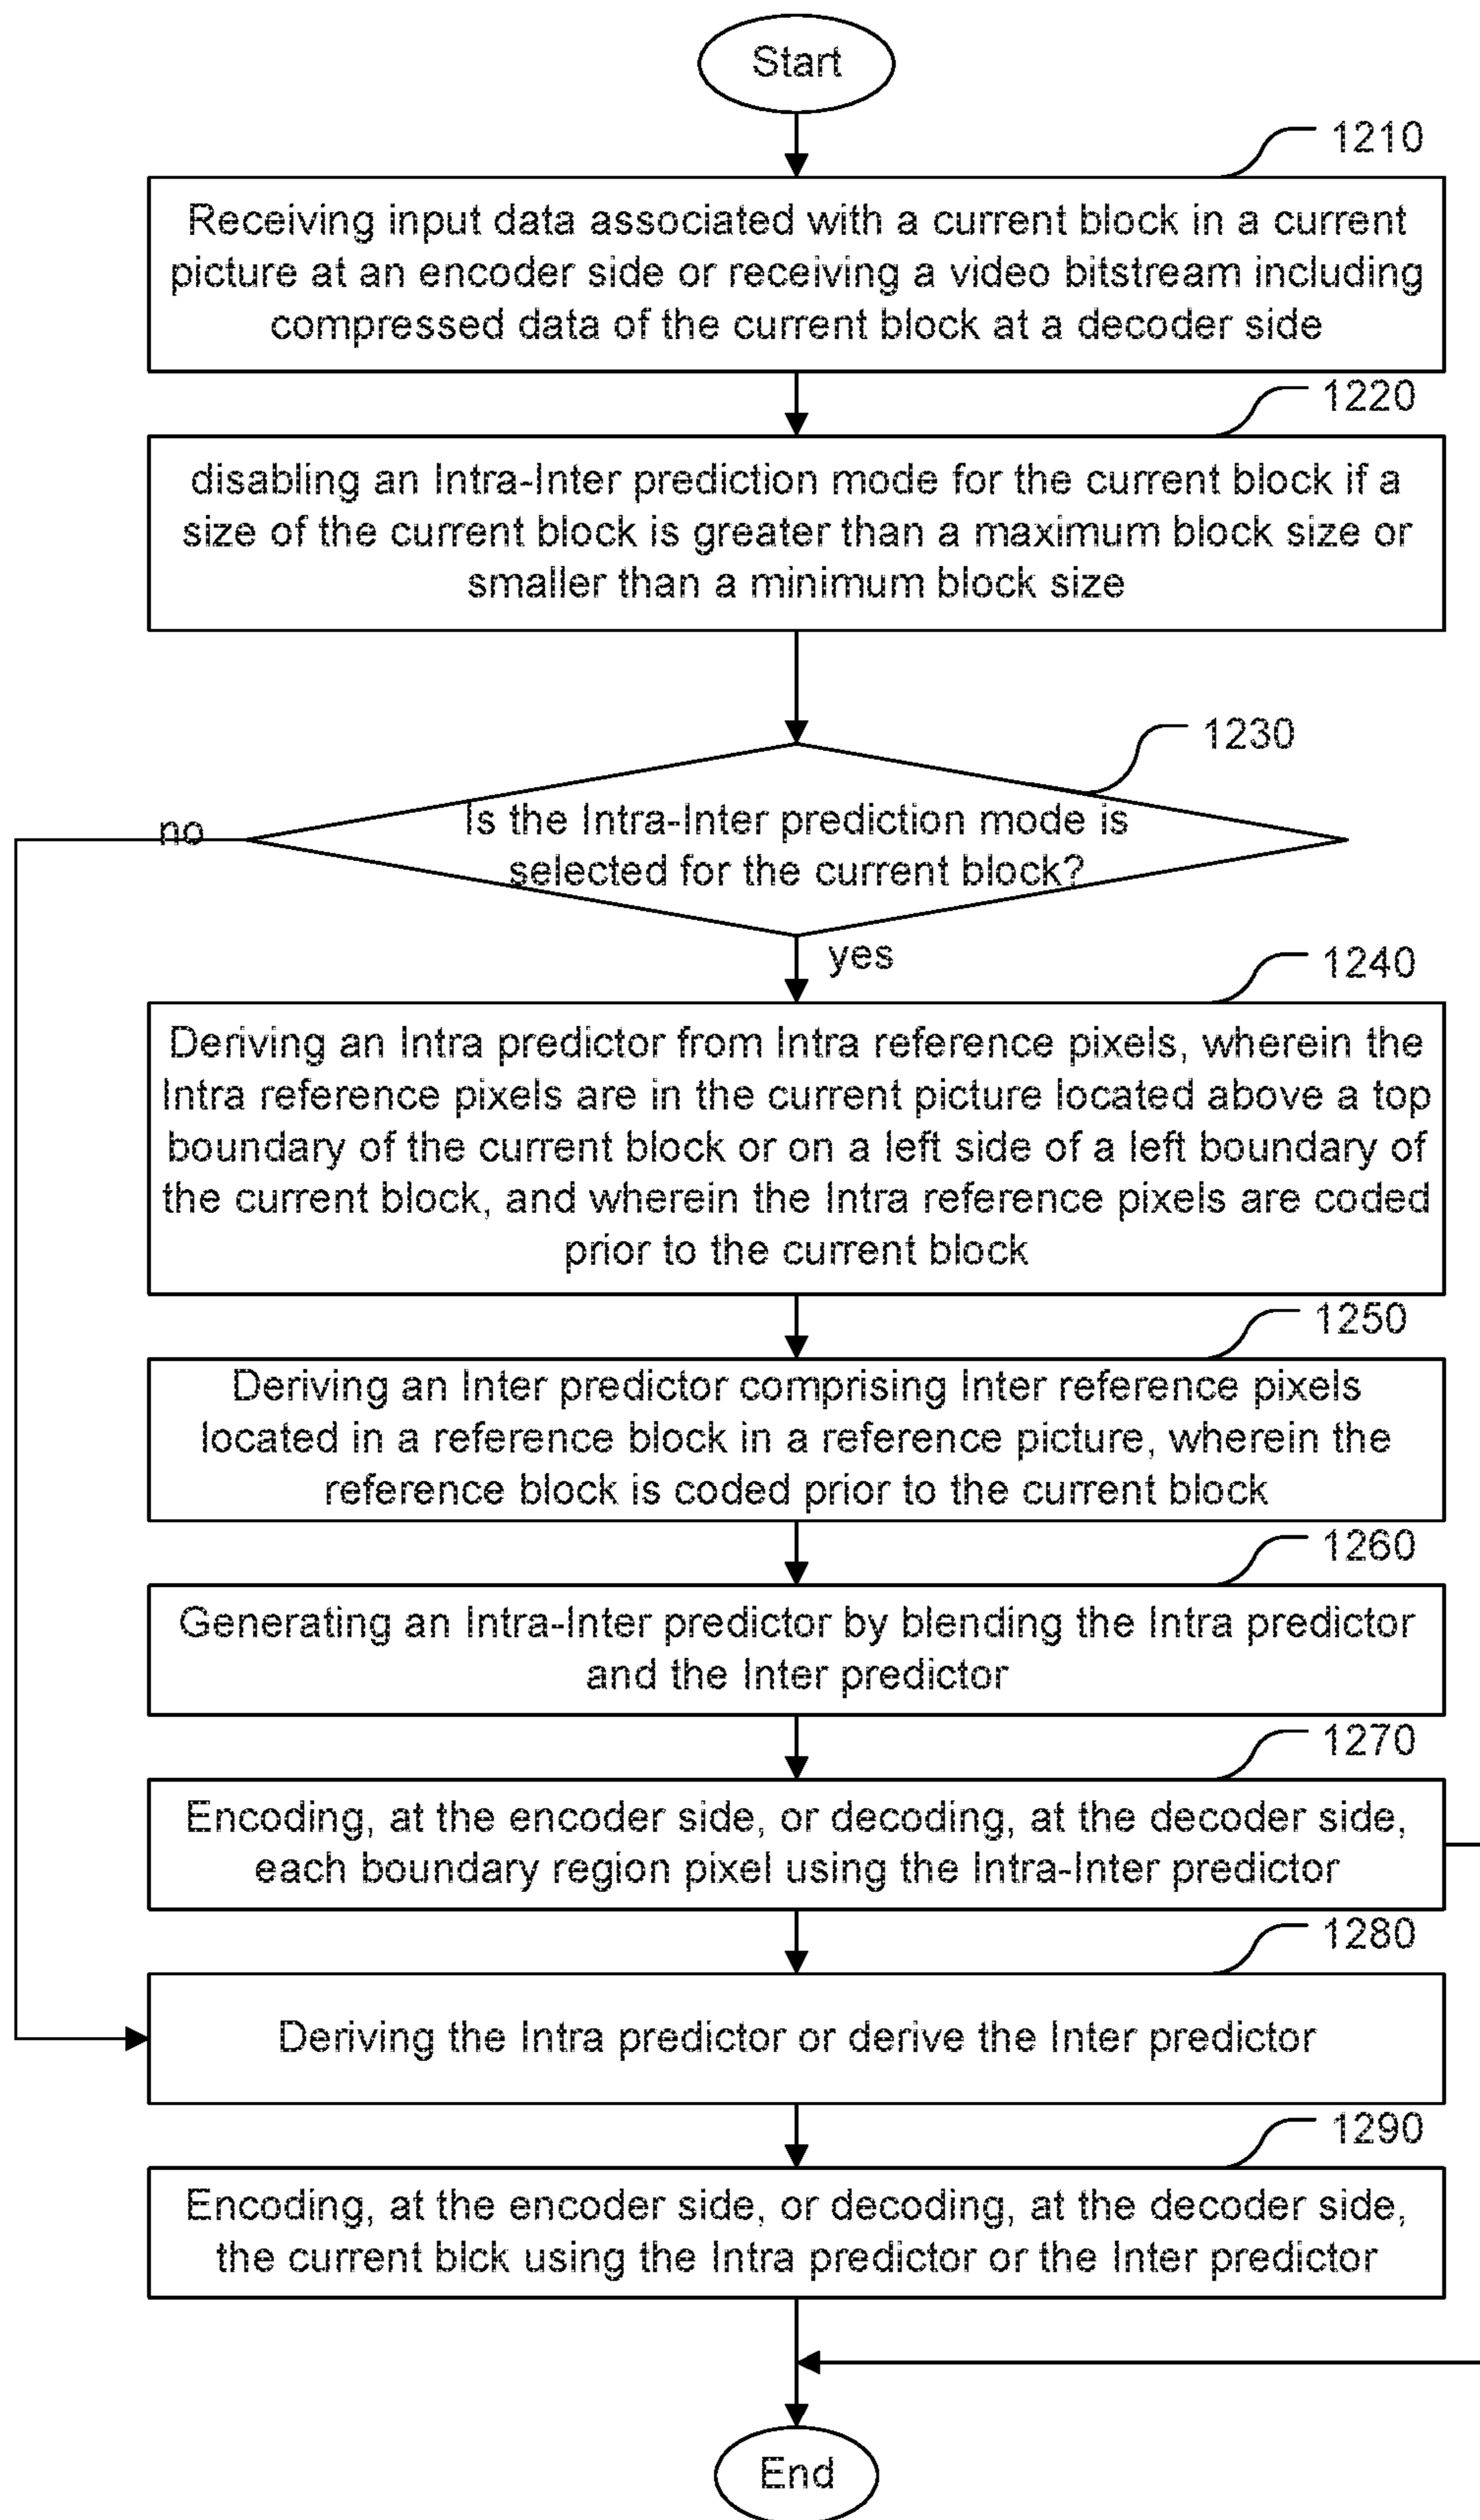 Start
1210
Receiving input data associated with a current block in a current
picture at an encoder side or receiving a video bitstream including
compressed data of the current block at a decoder side
1220
disabling an Intra-Inter prediction mode for the current block if a
size of the current block is greater than a maximum block size or
smaller than a minimum block size
1230
Is the Intra-Inter prediction mode is
selected for the current block?
no
yes
1240
Deriving an Intra predictor from Intra reference pixels, wherein the
Intra reference pixels are in the current picture located above a top
boundary of the current block or on a left side of a left boundary of
the current block, and wherein the Intra reference pixels are coded
prior to the current block
1250
Deriving an Inter predictor comprising Inter reference pixels
located in a reference block in a reference picture, wherein the
reference block is coded prior to the current block
1260
Generating an Intra-Inter predictor by blending the Intra predictor
and the Inter predictor
1270
Encoding, at the encoder side, or decoding, at the decoder side,
each boundary region pixel using the Intra-Inter predictor
1280
Deriving the Intra predictor or derive the Inter predictor
1290
Encoding, at the encoder side, or decoding, at the decoder side,
the current blck using the Intra predictor or the Inter predictor
End